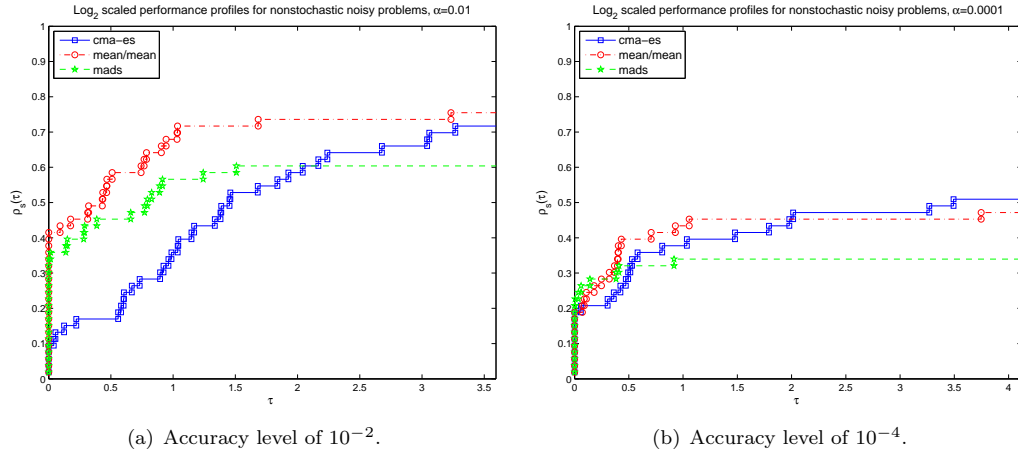 Log₂ scaled performance profiles for nonstochastic noisy problems, α=0.01
1
0.9
0.8
0.7
0.6
0.5
0.4
0.3
0.2
0.1
0
ρₛ(τ)
cma−es
mean/mean
mads
0 0.5 1 1.5 2 2.5 3 3.5
τ
(a) Accuracy level of 10⁻².
Log₂ scaled performance profiles for nonstochastic noisy problems, α=0.0001
1
0.9
0.8
0.7
0.6
0.5
0.4
0.3
0.2
0.1
0
ρₛ(τ)
cma−es
mean/mean
mads
0 0.5 1 1.5 2 2.5 3 3.5 4
τ
(b) Accuracy level of 10⁻⁴.